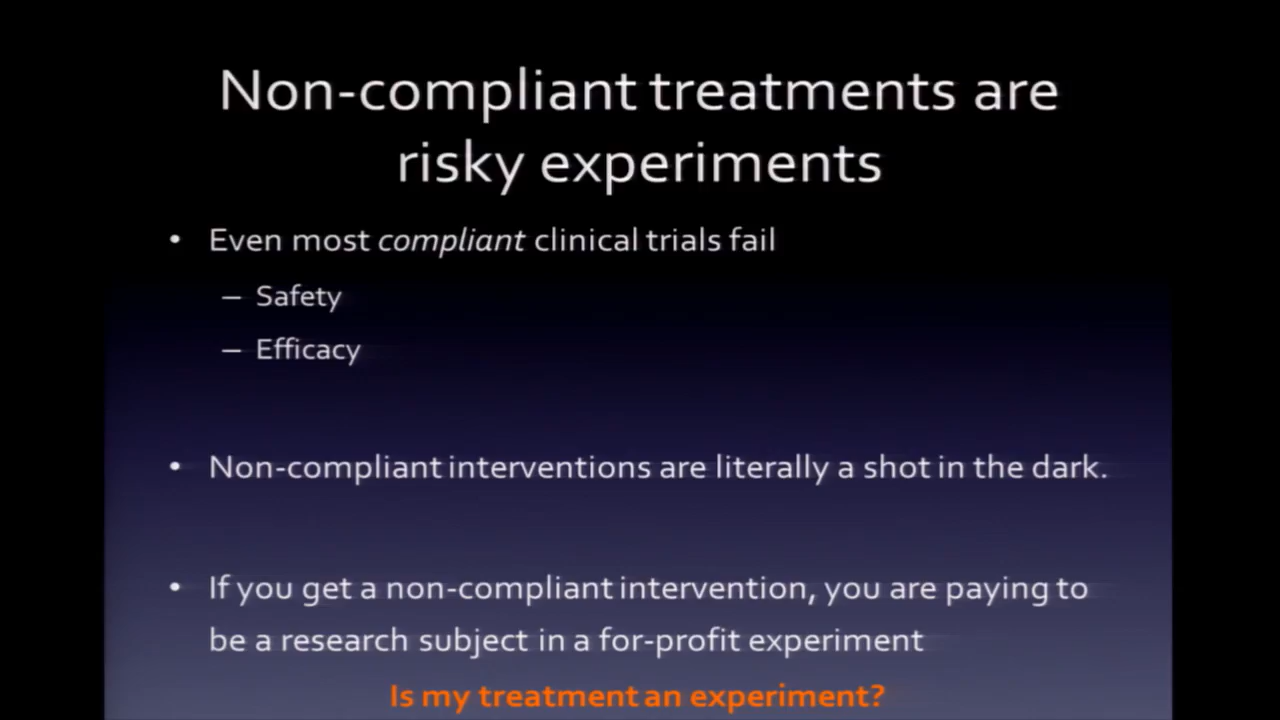 Non-compliant treatments are
risky experiments
• Even most compliant clinical trials fail
– Safety
– Efficacy
• Non-compliant interventions are literally a shot in the dark.
• If you get a non-compliant intervention, you are paying to
be a research subject in a for-profit experiment
Is my treatment an experiment?